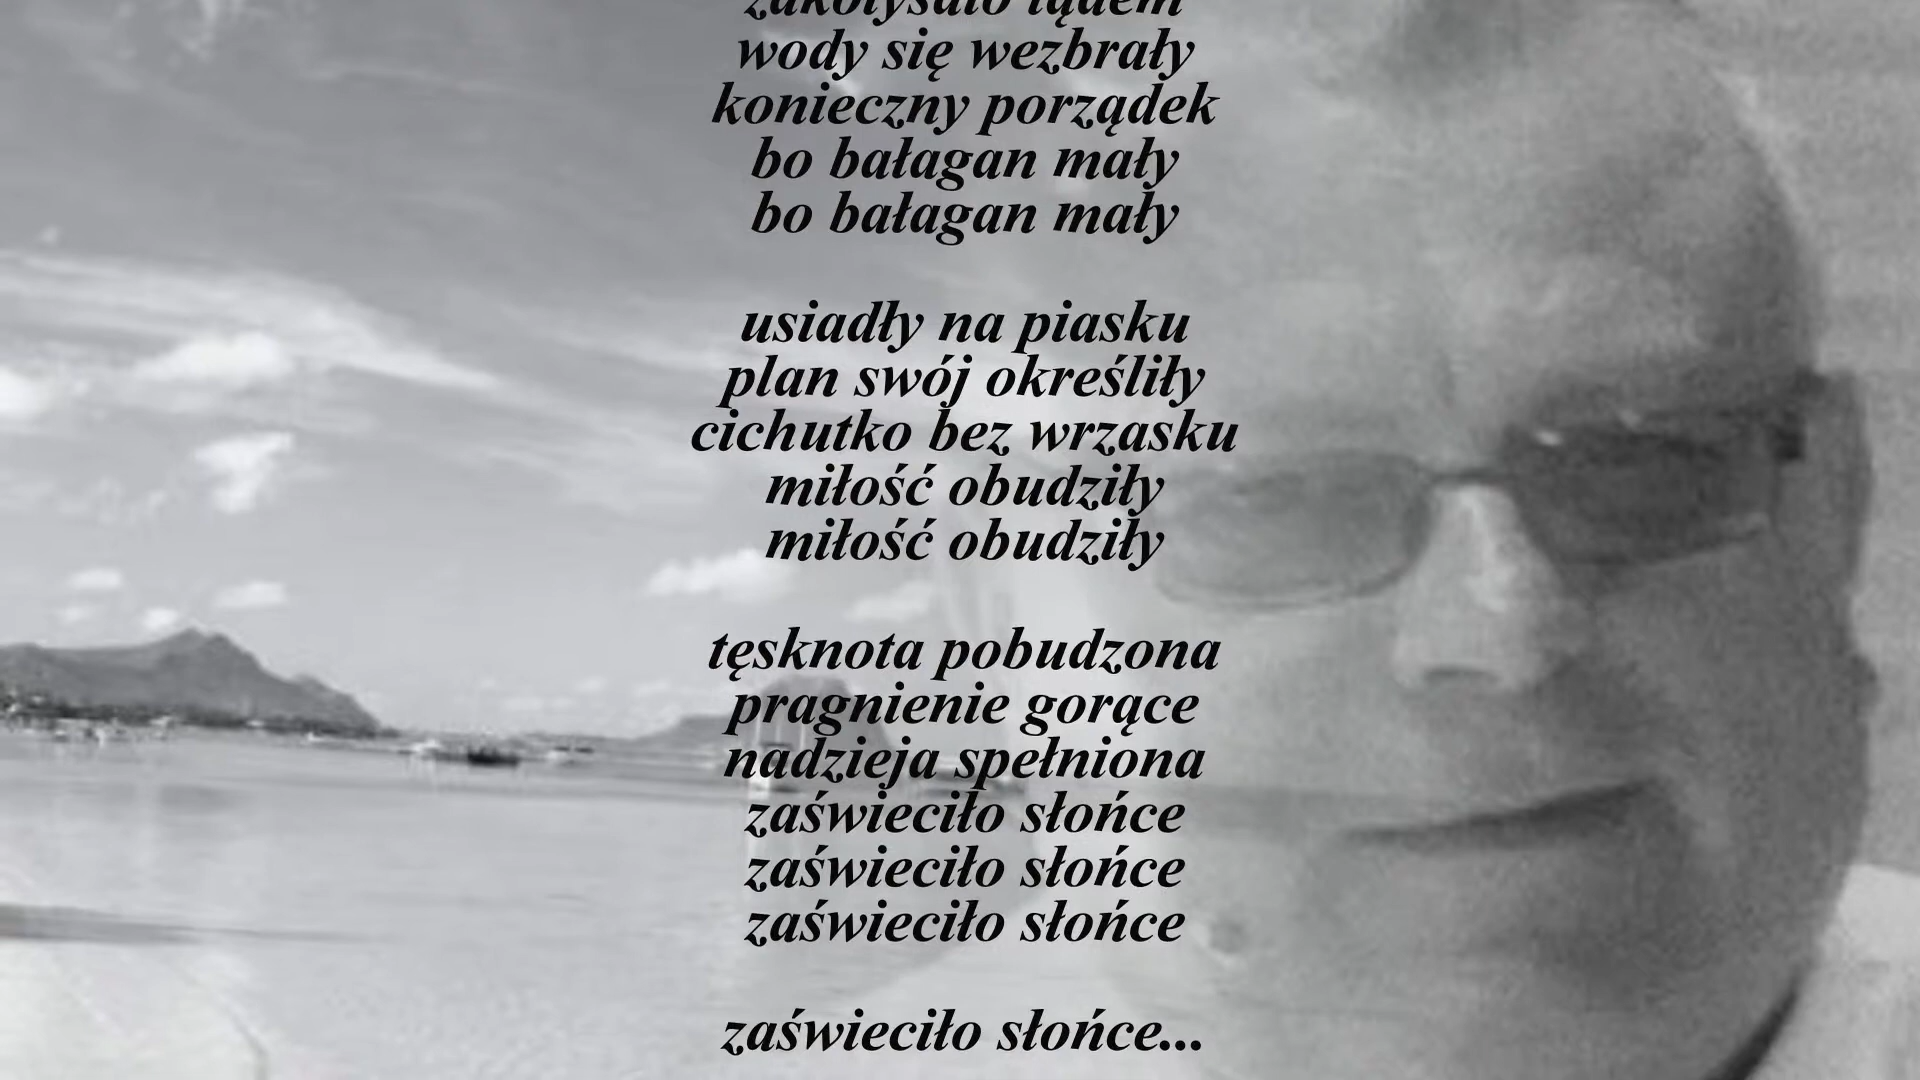 zakołysało lądem
wody się wezbrały
konieczny porządek
bo bałagan mały
bo bałagan mały
usiadły na piasku
plan swój określiły
cichutko bez wrzasku
miłość obudziły
miłość obudziły
tęsknota pobudzona
pragnienie gorące
nadzieja spełniona
zaświeciło słońce
zaświeciło słońce
zaświeciło słońce
zaświeciło słońce...